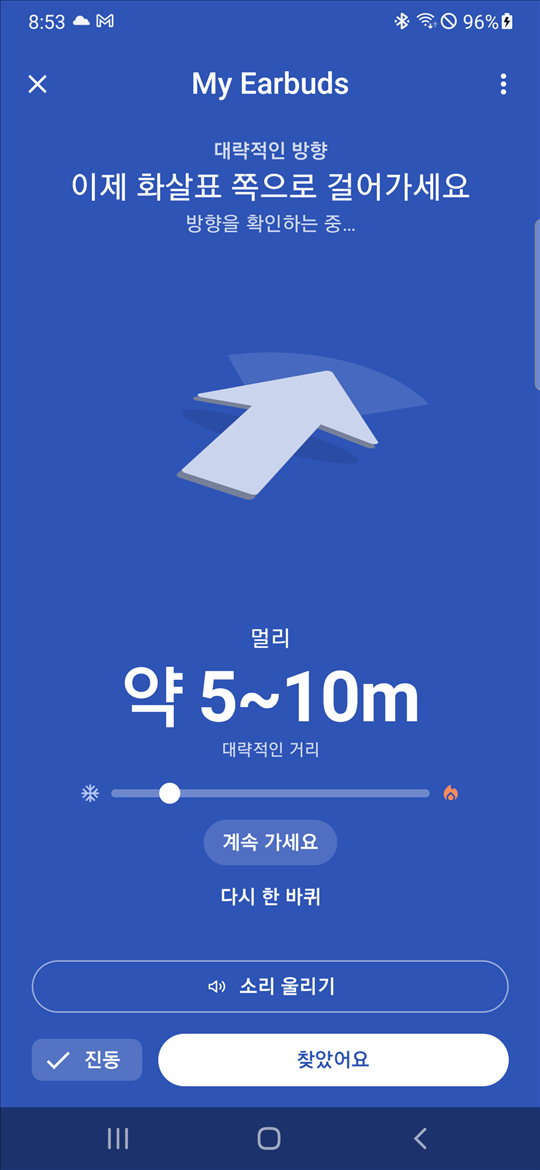 8:53
96%
My Earbuds
대략적인 방향
이제 화살표 쪽으로 걸어가세요
방향을 확인하는 중...
멀리
약 5~10m
대략적인 거리
계속 가세요
다시 한 바퀴
소리 울리기
진동
찾았어요